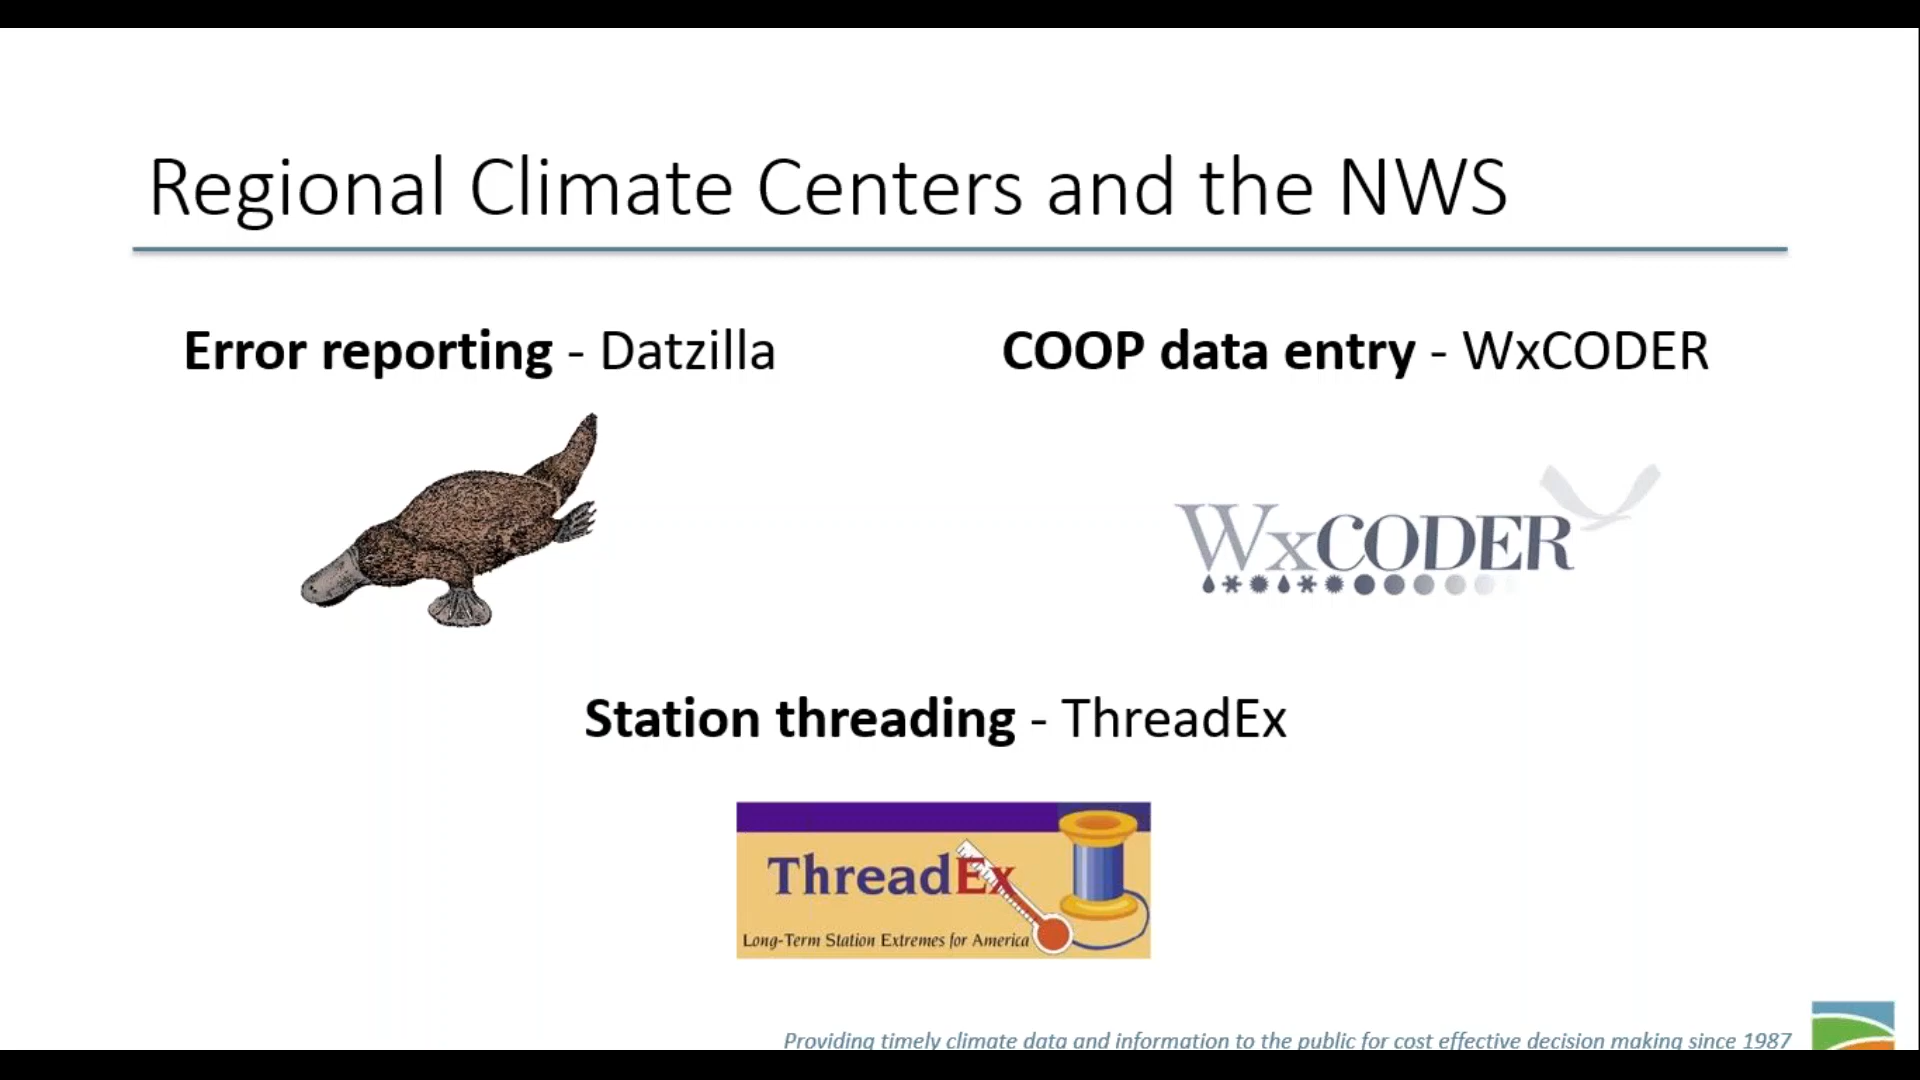 Regional Climate Centers and the NWS
Error reporting - Datzilla
COOP data entry - WxCODER
WxCODER
Station threading - ThreadEx
ThreadEx
Long-Term Station Extremes for America
Providing timely climate data and information to the public for cost effective decision making since 1987